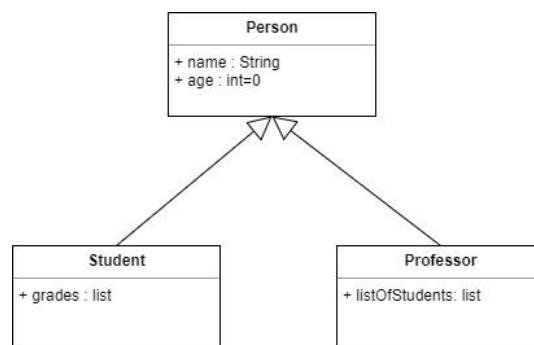 Person
+ name : String
+ age : int=0
Student
+ grades : list
Professor
+ listOfStudents: list